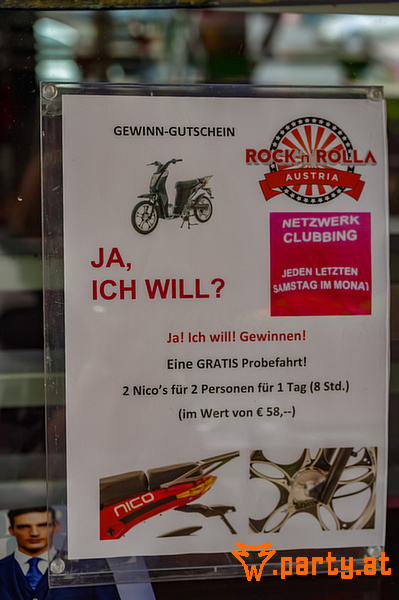 GEWINN-GUTSCHEIN
ROCK-n'ROLLA
AUSTRIA
NETZWERK
CLUBBING
JEDEN LETZTEN
SAMSTAG IM MONAT
JA,
ICH WILL?
Ja! Ich will! Gewinnen!
Eine GRATIS Probefahrt!
2 Nico's für 2 Personen für 1 Tag (8 Std.)
(im Wert von € 58,--)
NICO
.party.at